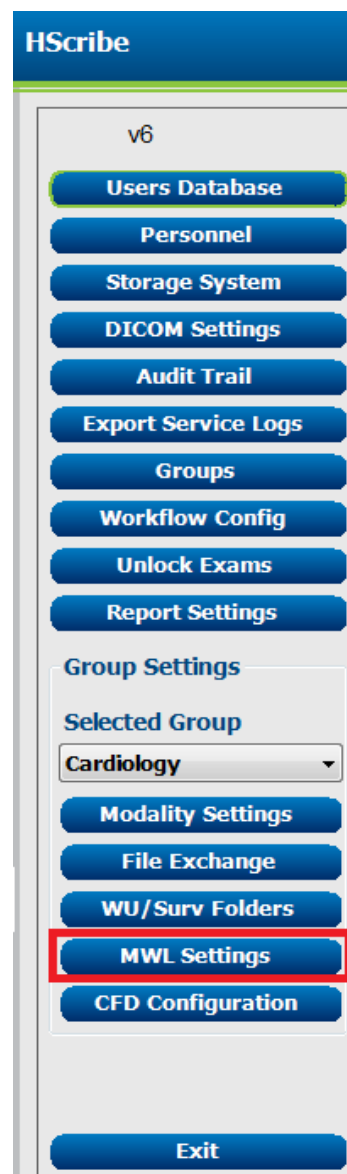 HScribe
v6
Users Database
Personnel
Storage System
DICOM Settings
Audit Trail
Export Service Logs
Groups
Workflow Config
Unlock Exams
Report Settings
Group Settings
Selected Group
Cardiology
Modality Settings
File Exchange
WU/Surv Folders
MWL Settings
CFD Configuration
Exit